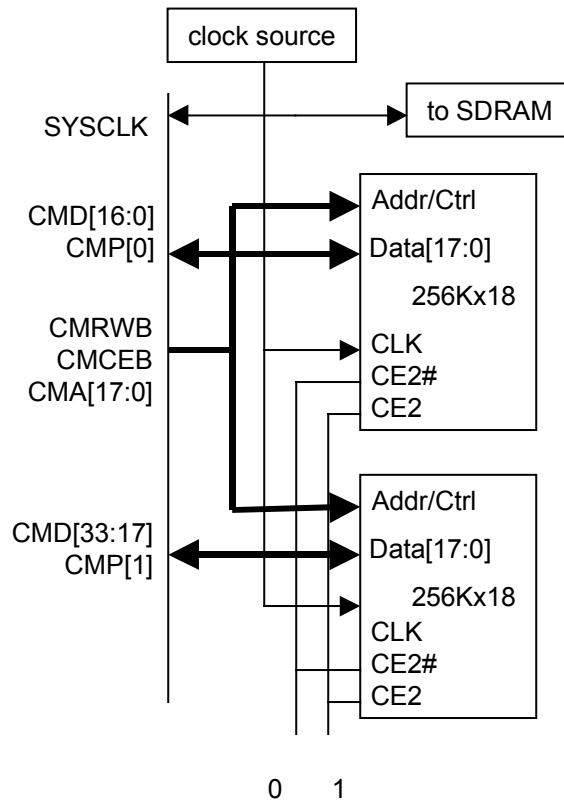 clock source
SYSCLK
to SDRAM
CMD[16:0]
CMP[0]
Addr/Ctrl
Data[17:0]
256Kx18
CMRWB
CMCEB
CMA[17:0]
CLK
CE2#
CE2
CMD[33:17]
CMP[1]
Addr/Ctrl
Data[17:0]
256Kx18
CLK
CE2#
CE2
0 1